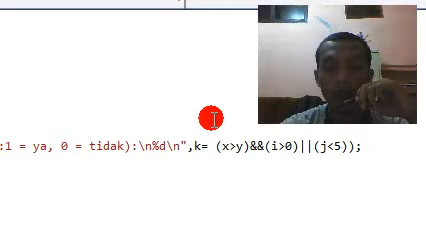 :1 = ya, 0 = tidak):\n%d\n",k= (x>y)&&(i>0)||(j<5));